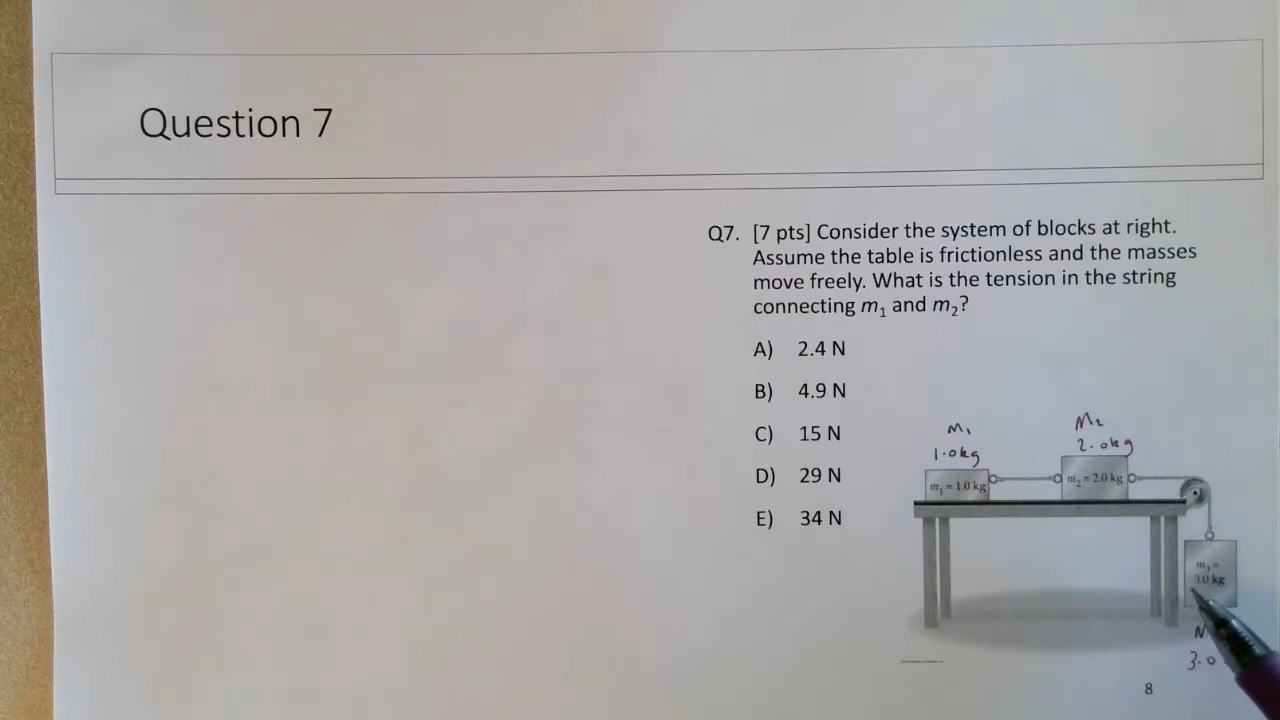 Question 7
Q7. [7 pts] Consider the system of blocks at right.
Assume the table is frictionless and the masses
move freely. What is the tension in the string
connecting m₁ and m₂?
A) 2.4 N
B) 4.9 N
C) 15 N
D) 29 N
E) 34 N
M₁
1.0kg
M₂
2.0kg
m₁ = 1.0 kg
m₂ = 2.0 kg
m₃ =
3.0 kg
3.0
8